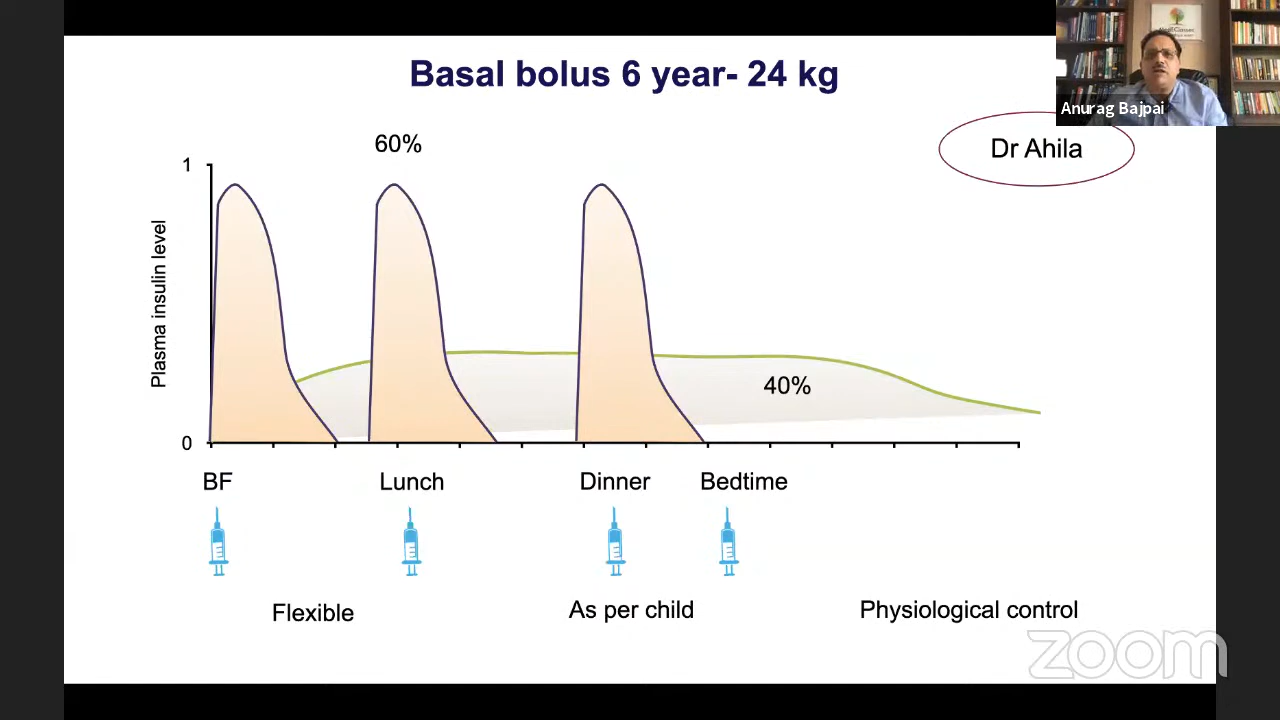 Basal bolus 6 year- 24 kg
Anurag Bajpai
Dr Ahila
60%
1
Plasma insulin level
40%
0
BF
Lunch
Dinner
Bedtime
Flexible
As per child
Physiological control
zoom